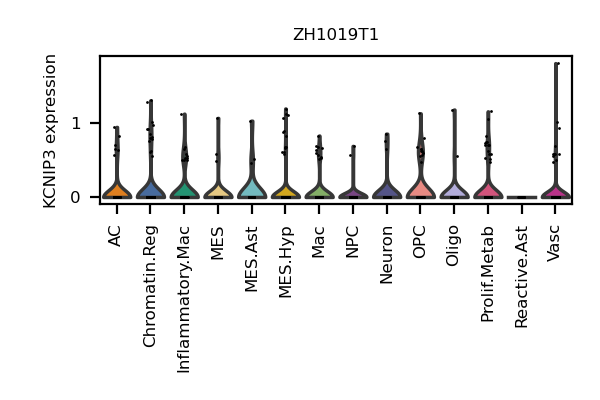 ZH1019T1
KCNIP3 expression
1
0
AC
Chromatin.Reg
Inflammatory.Mac
MES
MES.Ast
MES.Hyp
Mac
NPC
Neuron
OPC
Oligo
Prolif.Metab
Reactive.Ast
Vasc